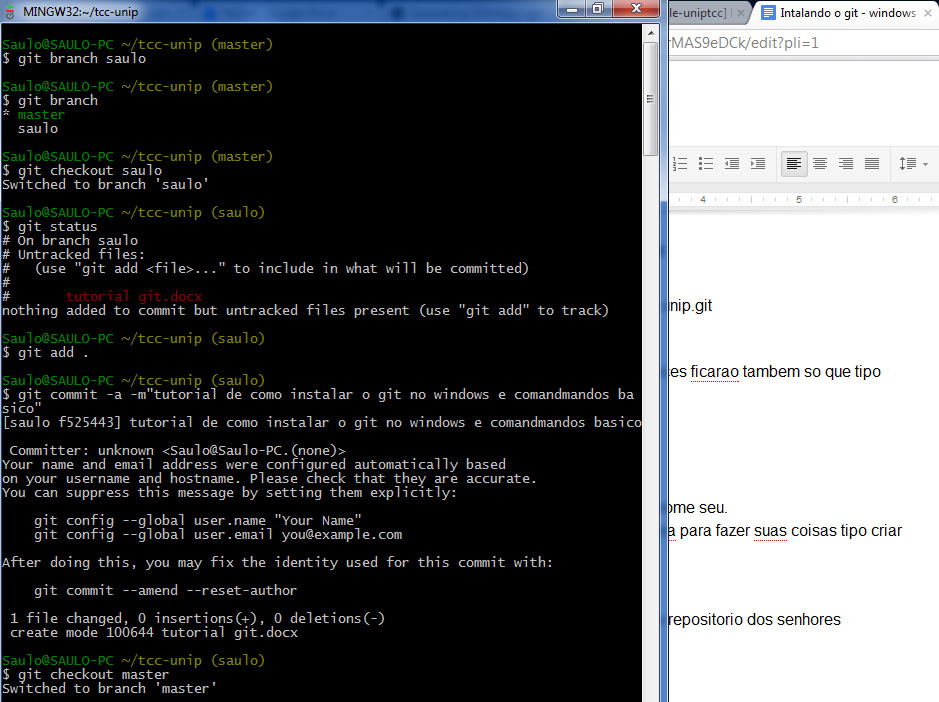 MINGW32:~/tcc-unip
Saulo@SAULO-PC ~/tcc-unip (master)
$ git branch saulo
Saulo@SAULO-PC ~/tcc-unip (master)
$ git branch
* master
saulo
Saulo@SAULO-PC ~/tcc-unip (master)
$ git checkout saulo
Switched to branch 'saulo'
Saulo@SAULO-PC ~/tcc-unip (saulo)
$ git status
# On branch saulo
# Untracked files:
#   (use "git add <file>..." to include in what will be committed)
#
#       tutorial git.docx
nothing added to commit but untracked files present (use "git add" to track)
Saulo@SAULO-PC ~/tcc-unip (saulo)
$ git add .
Saulo@SAULO-PC ~/tcc-unip (saulo)
$ git commit -a -m"tutorial de como instalar o git no windows e comandmandos ba
sico"
[saulo f525443] tutorial de como instalar o git no windows e comandmandos basico
Committer: unknown <Saulo@Saulo-PC.(none)>
Your name and email address were configured automatically based
on your username and hostname. Please check that they are accurate.
You can suppress this message by setting them explicitly:
git config --global user.name "Your Name"
git config --global user.email you@example.com
After doing this, you may fix the identity used for this commit with:
git commit --amend --reset-author
1 file changed, 0 insertions(+), 0 deletions(-)
create mode 100644 tutorial git.docx
Saulo@SAULO-PC ~/tcc-unip (saulo)
$ git checkout master
Switched to branch 'master'
le-uniptcc]
Intalando o git - windows
MAS9eDCk/edit?pli=1
4 5 6
nip.git
es ficarao tambem so que tipo
ome seu.
a para fazer suas coisas tipo criar
repositorio dos senhores